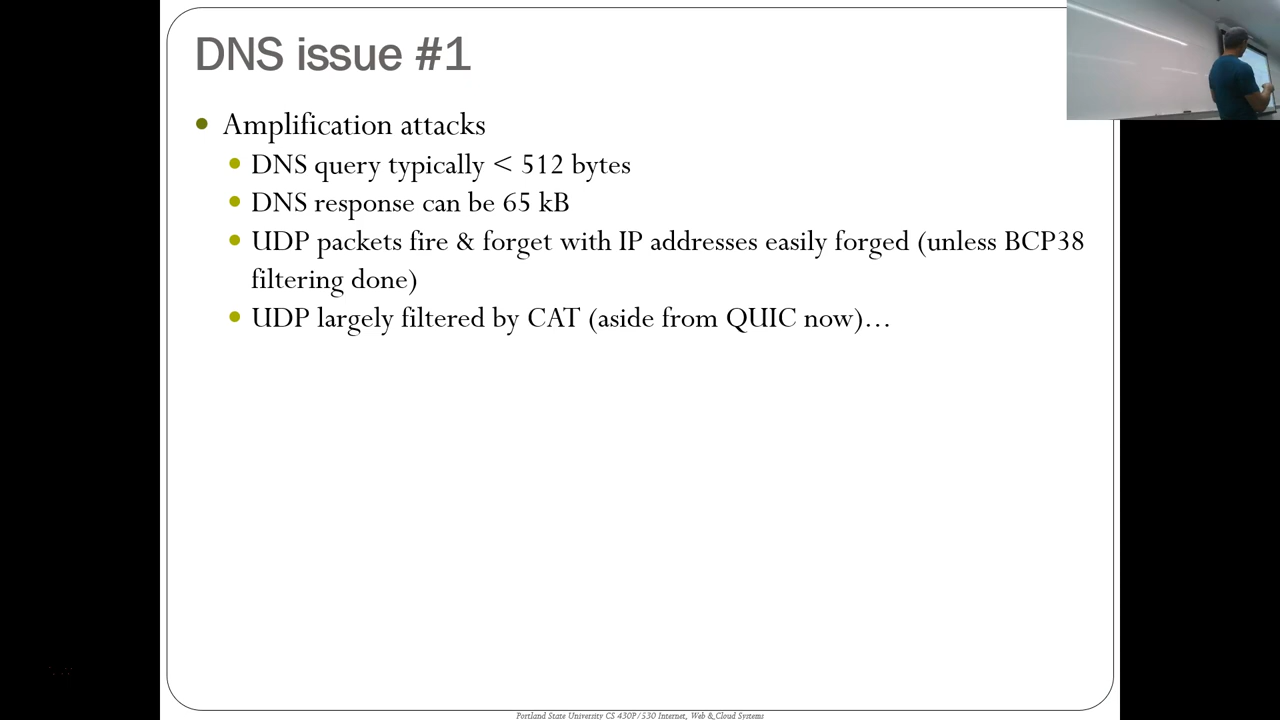 DNS issue #1
Amplification attacks
DNS query typically < 512 bytes
DNS response can be 65 kB
UDP packets fire & forget with IP addresses easily forged (unless BCP38
filtering done)
UDP largely filtered by CAT (aside from QUIC now)…
Portland State University CS 430P/530 Internet, Web & Cloud Systems